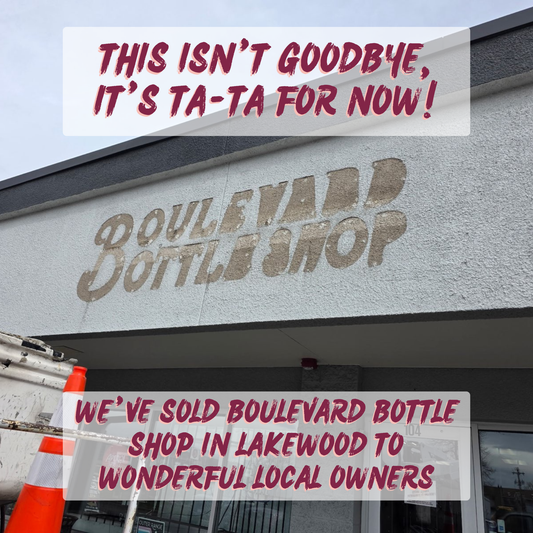 THIS ISN'T GOODBYE,
IT'S TA-TA FOR NOW!
BOULEVARD
BOTTLE SHOP
WE'VE SOLD BOULEVARD BOTTLE
SHOP IN LAKEWOOD TO
WONDERFUL LOCAL OWNERS